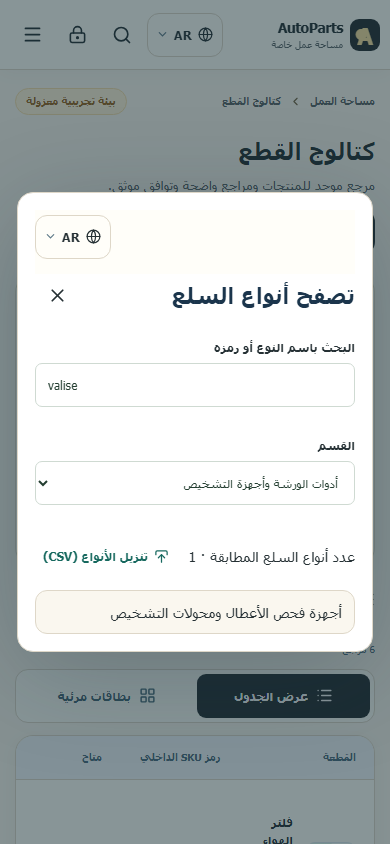 AutoParts
مساحة عمل خاصة
AR
مساحة العمل
كتالوج القطع
بيئة تجريبية معزولة
كتالوج القطع
مرجع موحد للمنتجات ومراجع واضحة وتوافق موثق.
AR
تصفح أنواع السلع
البحث باسم النوع أو رمزه
valise
القسم
أدوات الورشة وأجهزة التشخيص
عدد أنواع السلع المطابقة · 1
تنزيل الأنواع (CSV)
أجهزة فحص الأعطال ومحولات التشخيص
عرض الجدول
بطاقات مرئية
القطعة
رمز SKU الداخلي
متاح
فلتر
الهواء